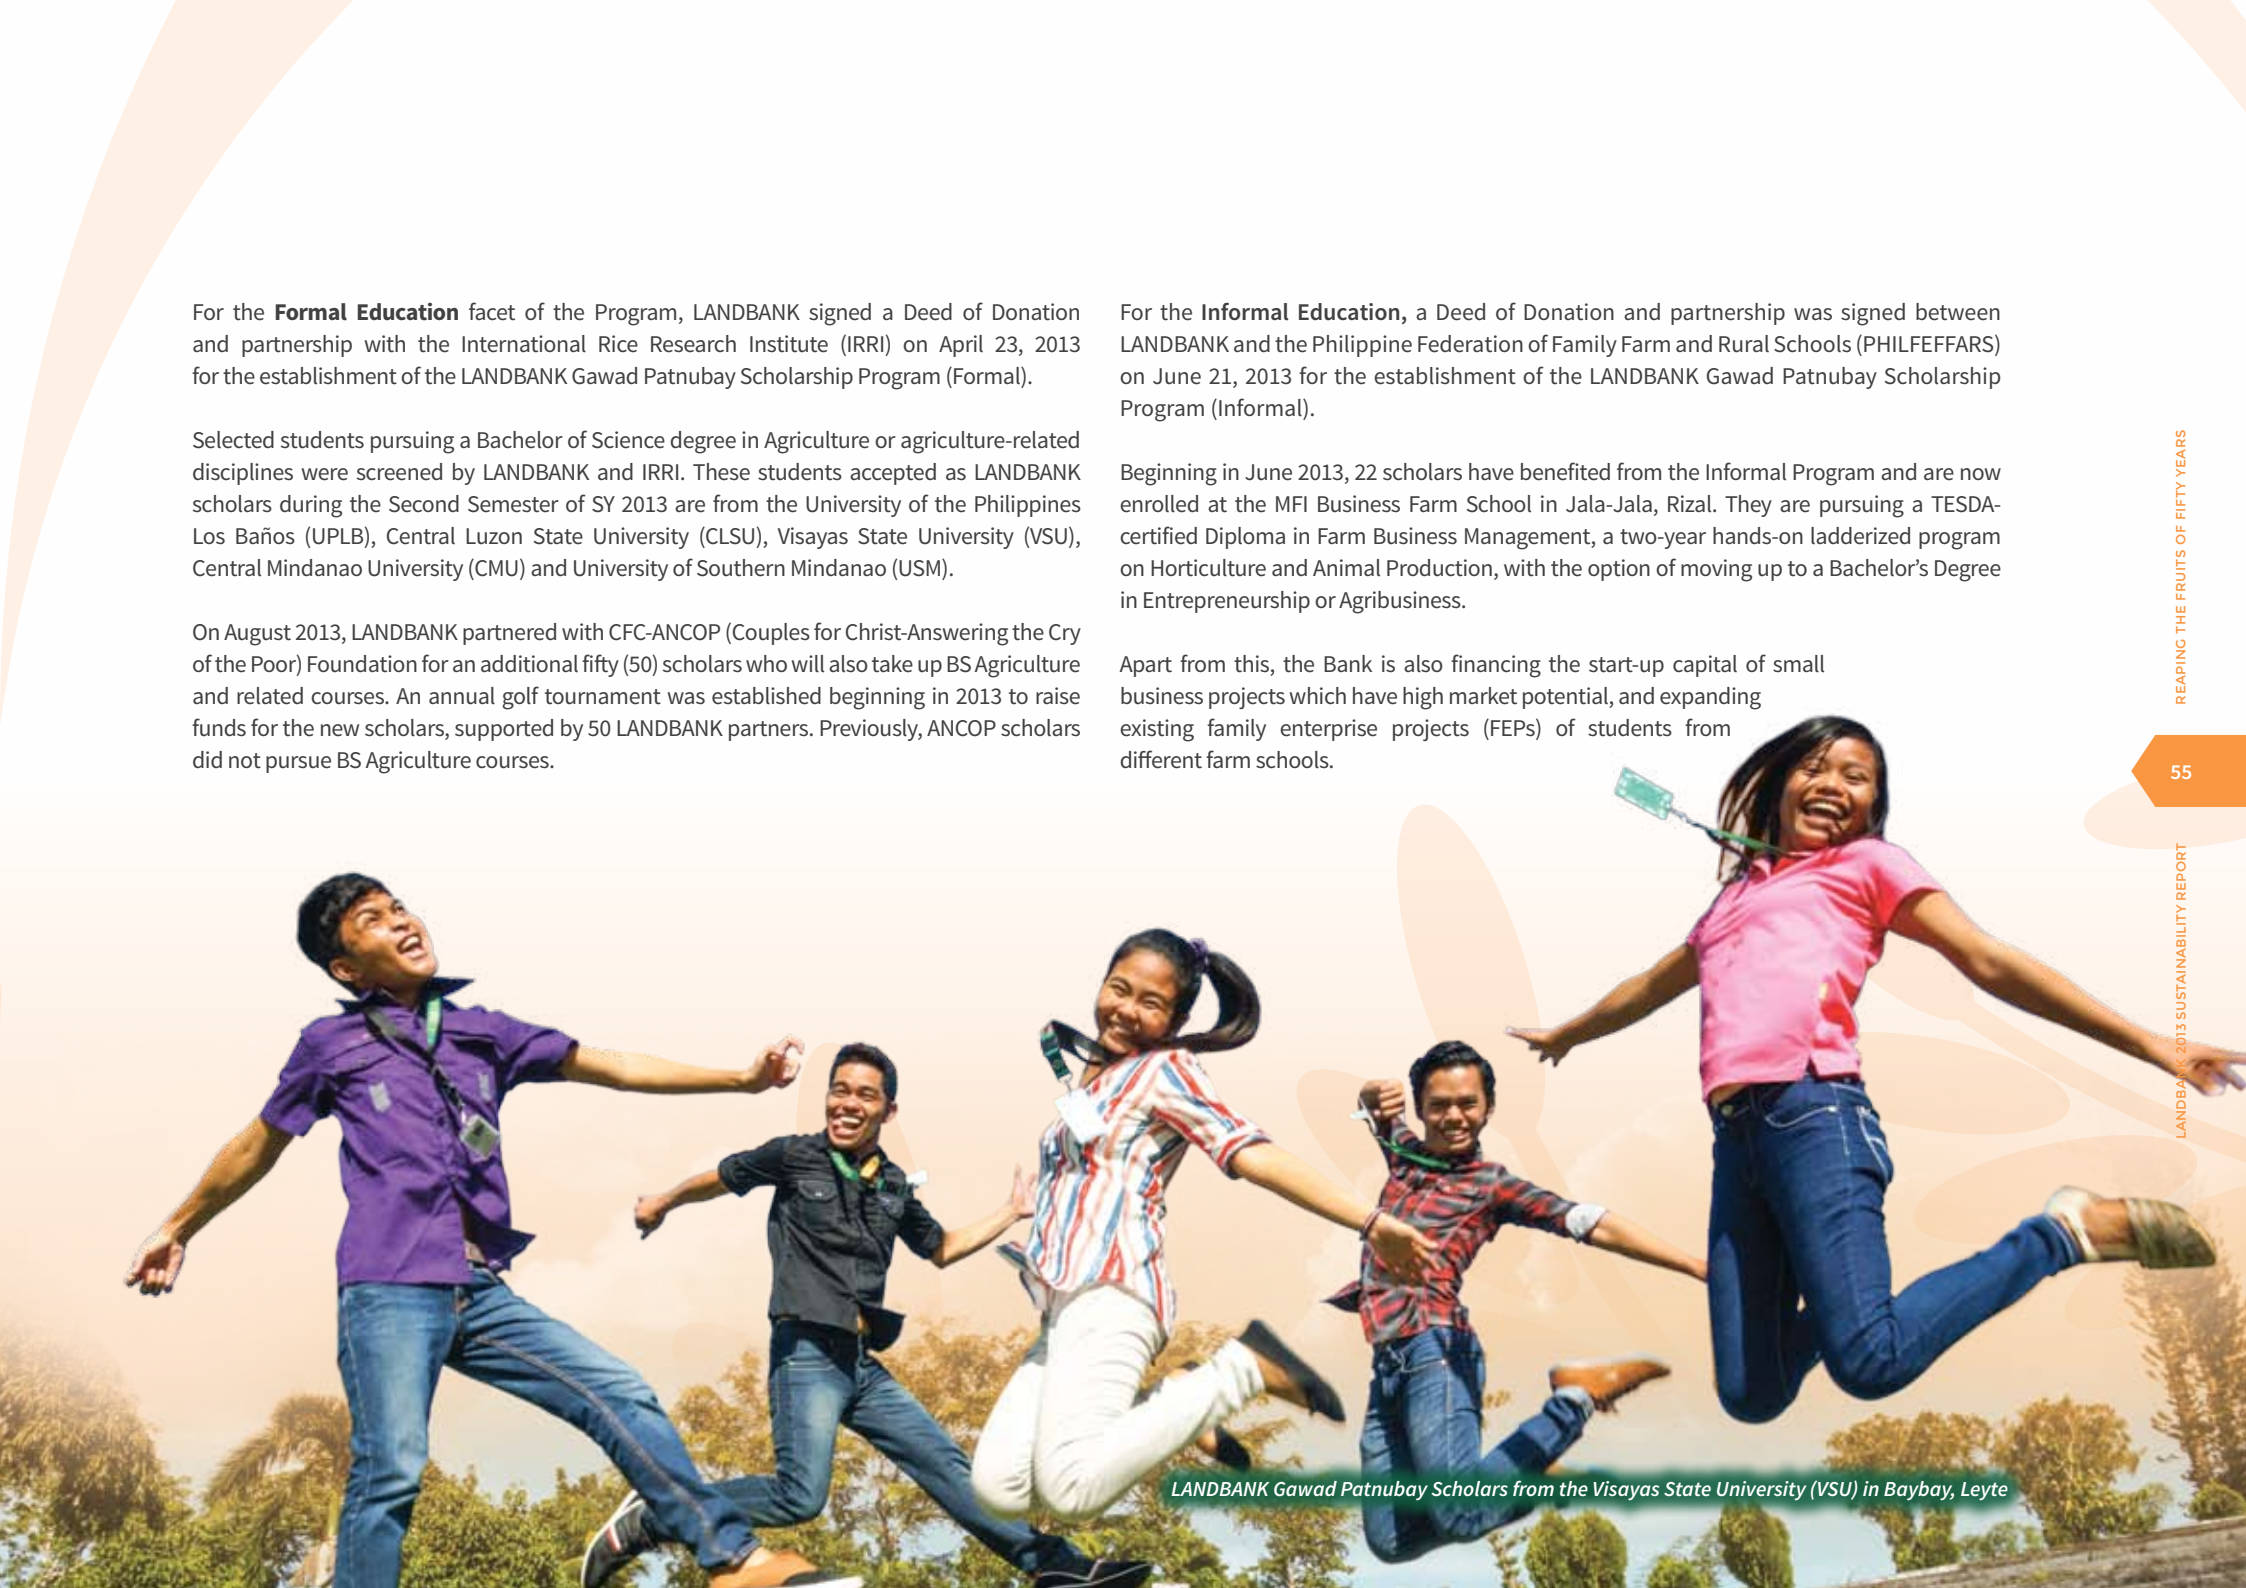 For the Formal Education facet of the Program, LANDBANK signed a Deed of Donation
and partnership with the International Rice Research Institute (IRRI) on April 23, 2013
for the establishment of the LANDBANK Gawad Patnubay Scholarship Program (Formal).
Selected students pursuing a Bachelor of Science degree in Agriculture or agriculture-related
disciplines were screened by LANDBANK and IRRI. These students accepted as LANDBANK
scholars during the Second Semester of SY 2013 are from the University of the Philippines
Los Baños (UPLB), Central Luzon State University (CLSU), Visayas State University (VSU),
Central Mindanao University (CMU) and University of Southern Mindanao (USM).
On August 2013, LANDBANK partnered with CFC-ANCOP (Couples for Christ-Answering the Cry
of the Poor) Foundation for an additional fifty (50) scholars who will also take up BS Agriculture
and related courses. An annual golf tournament was established beginning in 2013 to raise
funds for the new scholars, supported by 50 LANDBANK partners. Previously, ANCOP scholars
did not pursue BS Agriculture courses.
For the Informal Education, a Deed of Donation and partnership was signed between
LANDBANK and the Philippine Federation of Family Farm and Rural Schools (PHILFEFFARS)
on June 21, 2013 for the establishment of the LANDBANK Gawad Patnubay Scholarship
Program (Informal).
Beginning in June 2013, 22 scholars have benefited from the Informal Program and are now
enrolled at the MFI Business Farm School in Jala-Jala, Rizal. They are pursuing a TESDA-
certified Diploma in Farm Business Management, a two-year hands-on ladderized program
on Horticulture and Animal Production, with the option of moving up to a Bachelor's Degree
in Entrepreneurship or Agribusiness.
Apart from this, the Bank is also financing the start-up capital of small
business projects which have high market potential, and expanding
existing family enterprise projects (FEPs) of students from
different farm schools.
REAPING THE FRUITS OF FIFTY YEARS
55
LANDBANK 2013 SUSTAINABILITY REPORT
LANDBANK Gawad Patnubay Scholars from the Visayas State University (VSU) in Baybay, Leyte